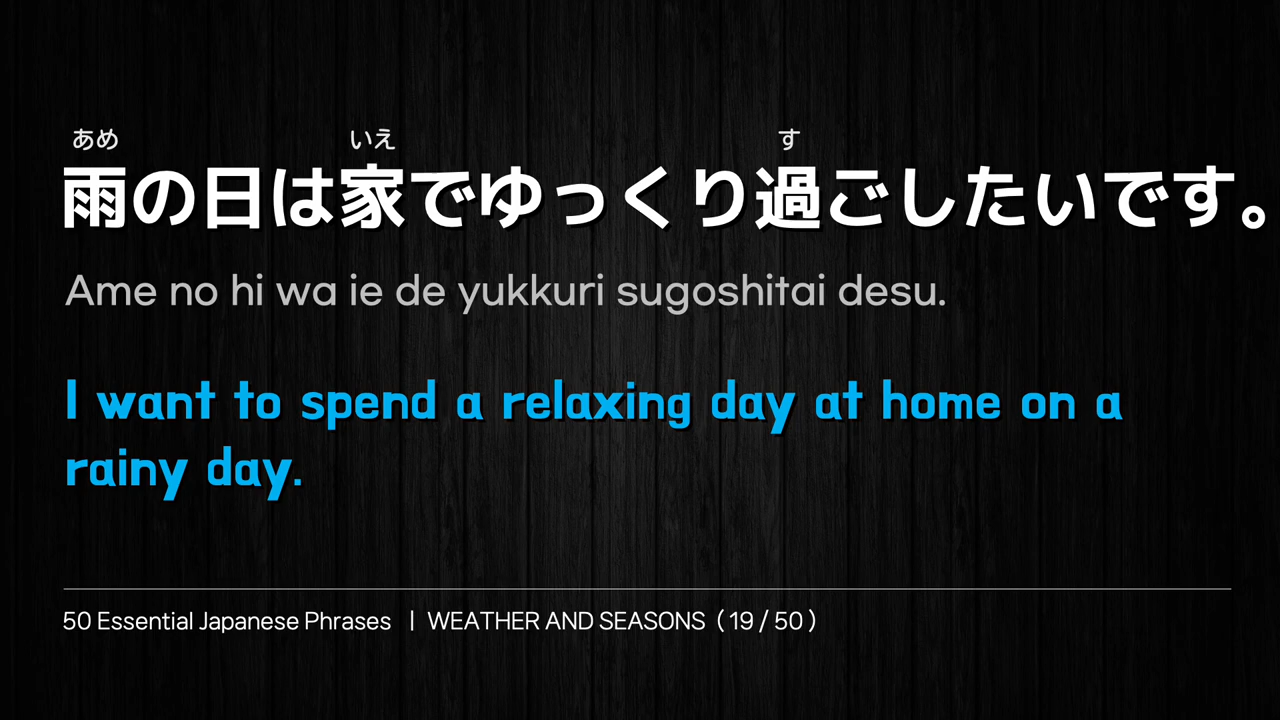 あめ いえ す
雨の日は家でゆっくり過ごしたいです。
Ame no hi wa ie de yukkuri sugoshitai desu.
I want to spend a relaxing day at home on a
rainy day.
50 Essential Japanese Phrases | WEATHER AND SEASONS ( 19 / 50 )